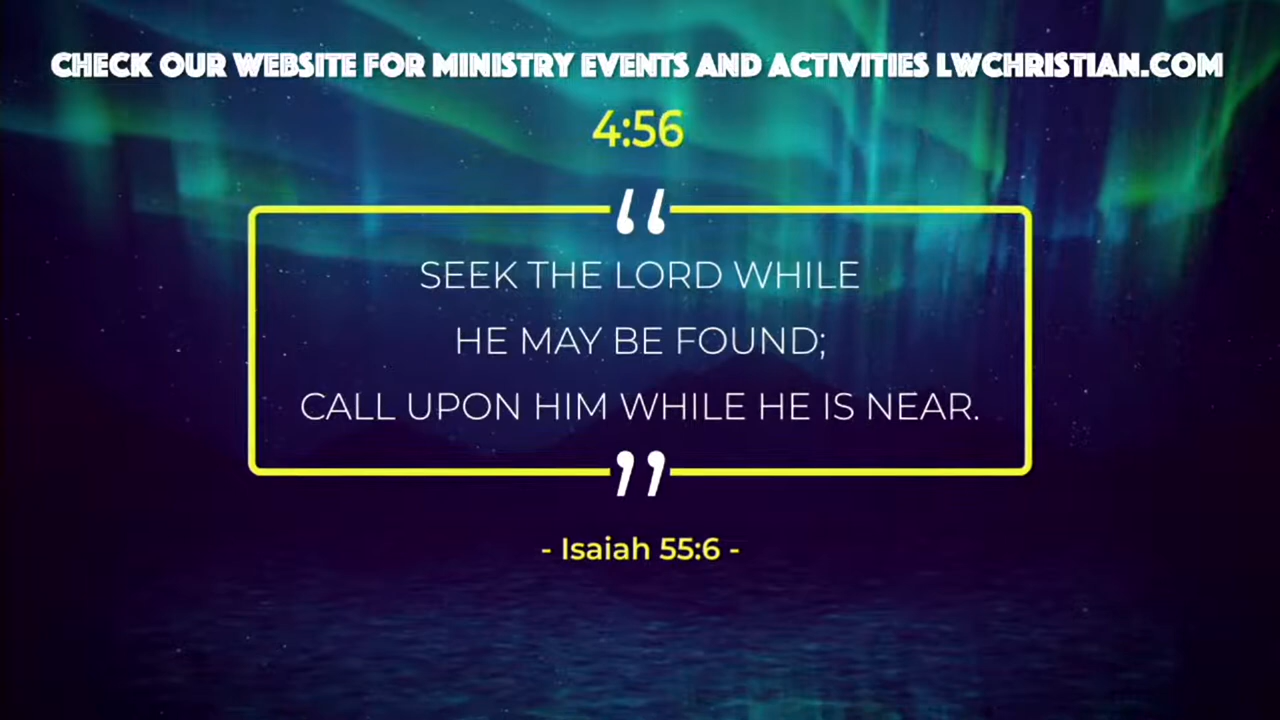 CHECK OUR WEBSITE FOR MINISTRY EVENTS AND ACTIVITIES LWCHRISTIAN.COM
4:56
“
SEEK THE LORD WHILE
HE MAY BE FOUND;
CALL UPON HIM WHILE HE IS NEAR.
”
- Isaiah 55:6 -